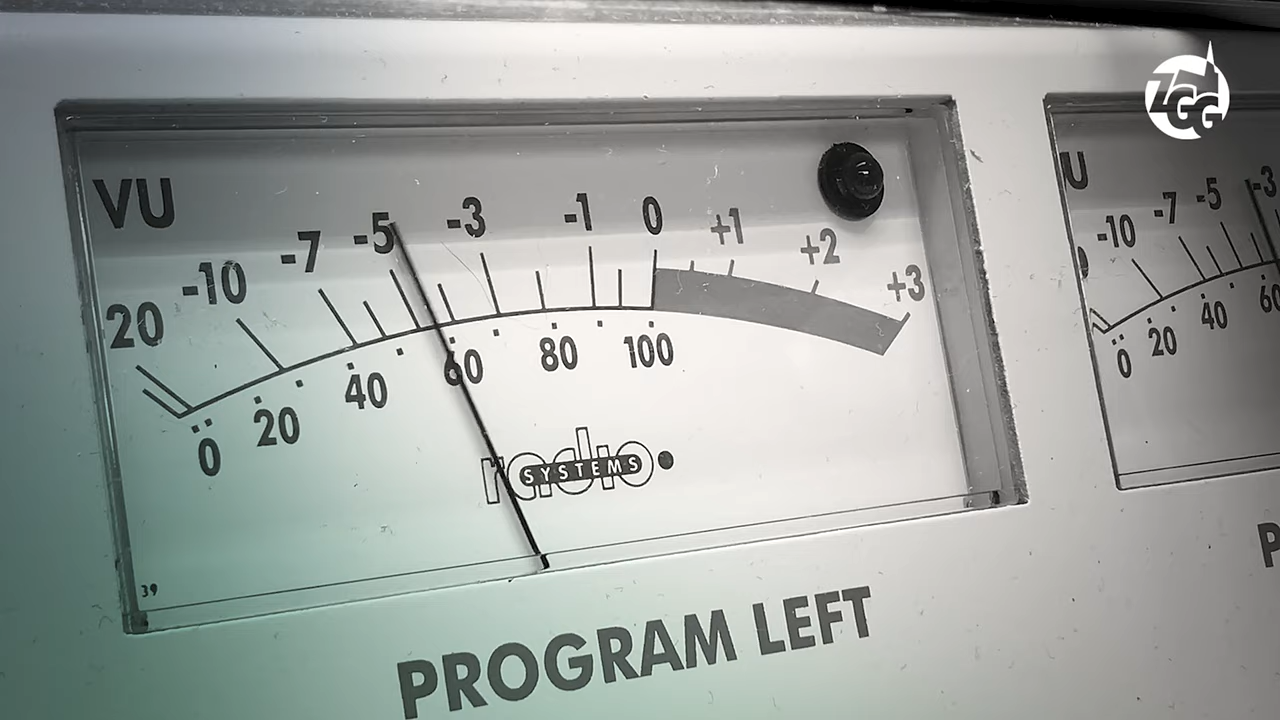 ZGG
VU
20 -10 -7 -5 -3 -1 0 +1 +2 +3
0 20 40 60 80 100
radio
SYSTEMS
39
PROGRAM LEFT
U
-10 -7 -5 -3
0 20 40 60
P